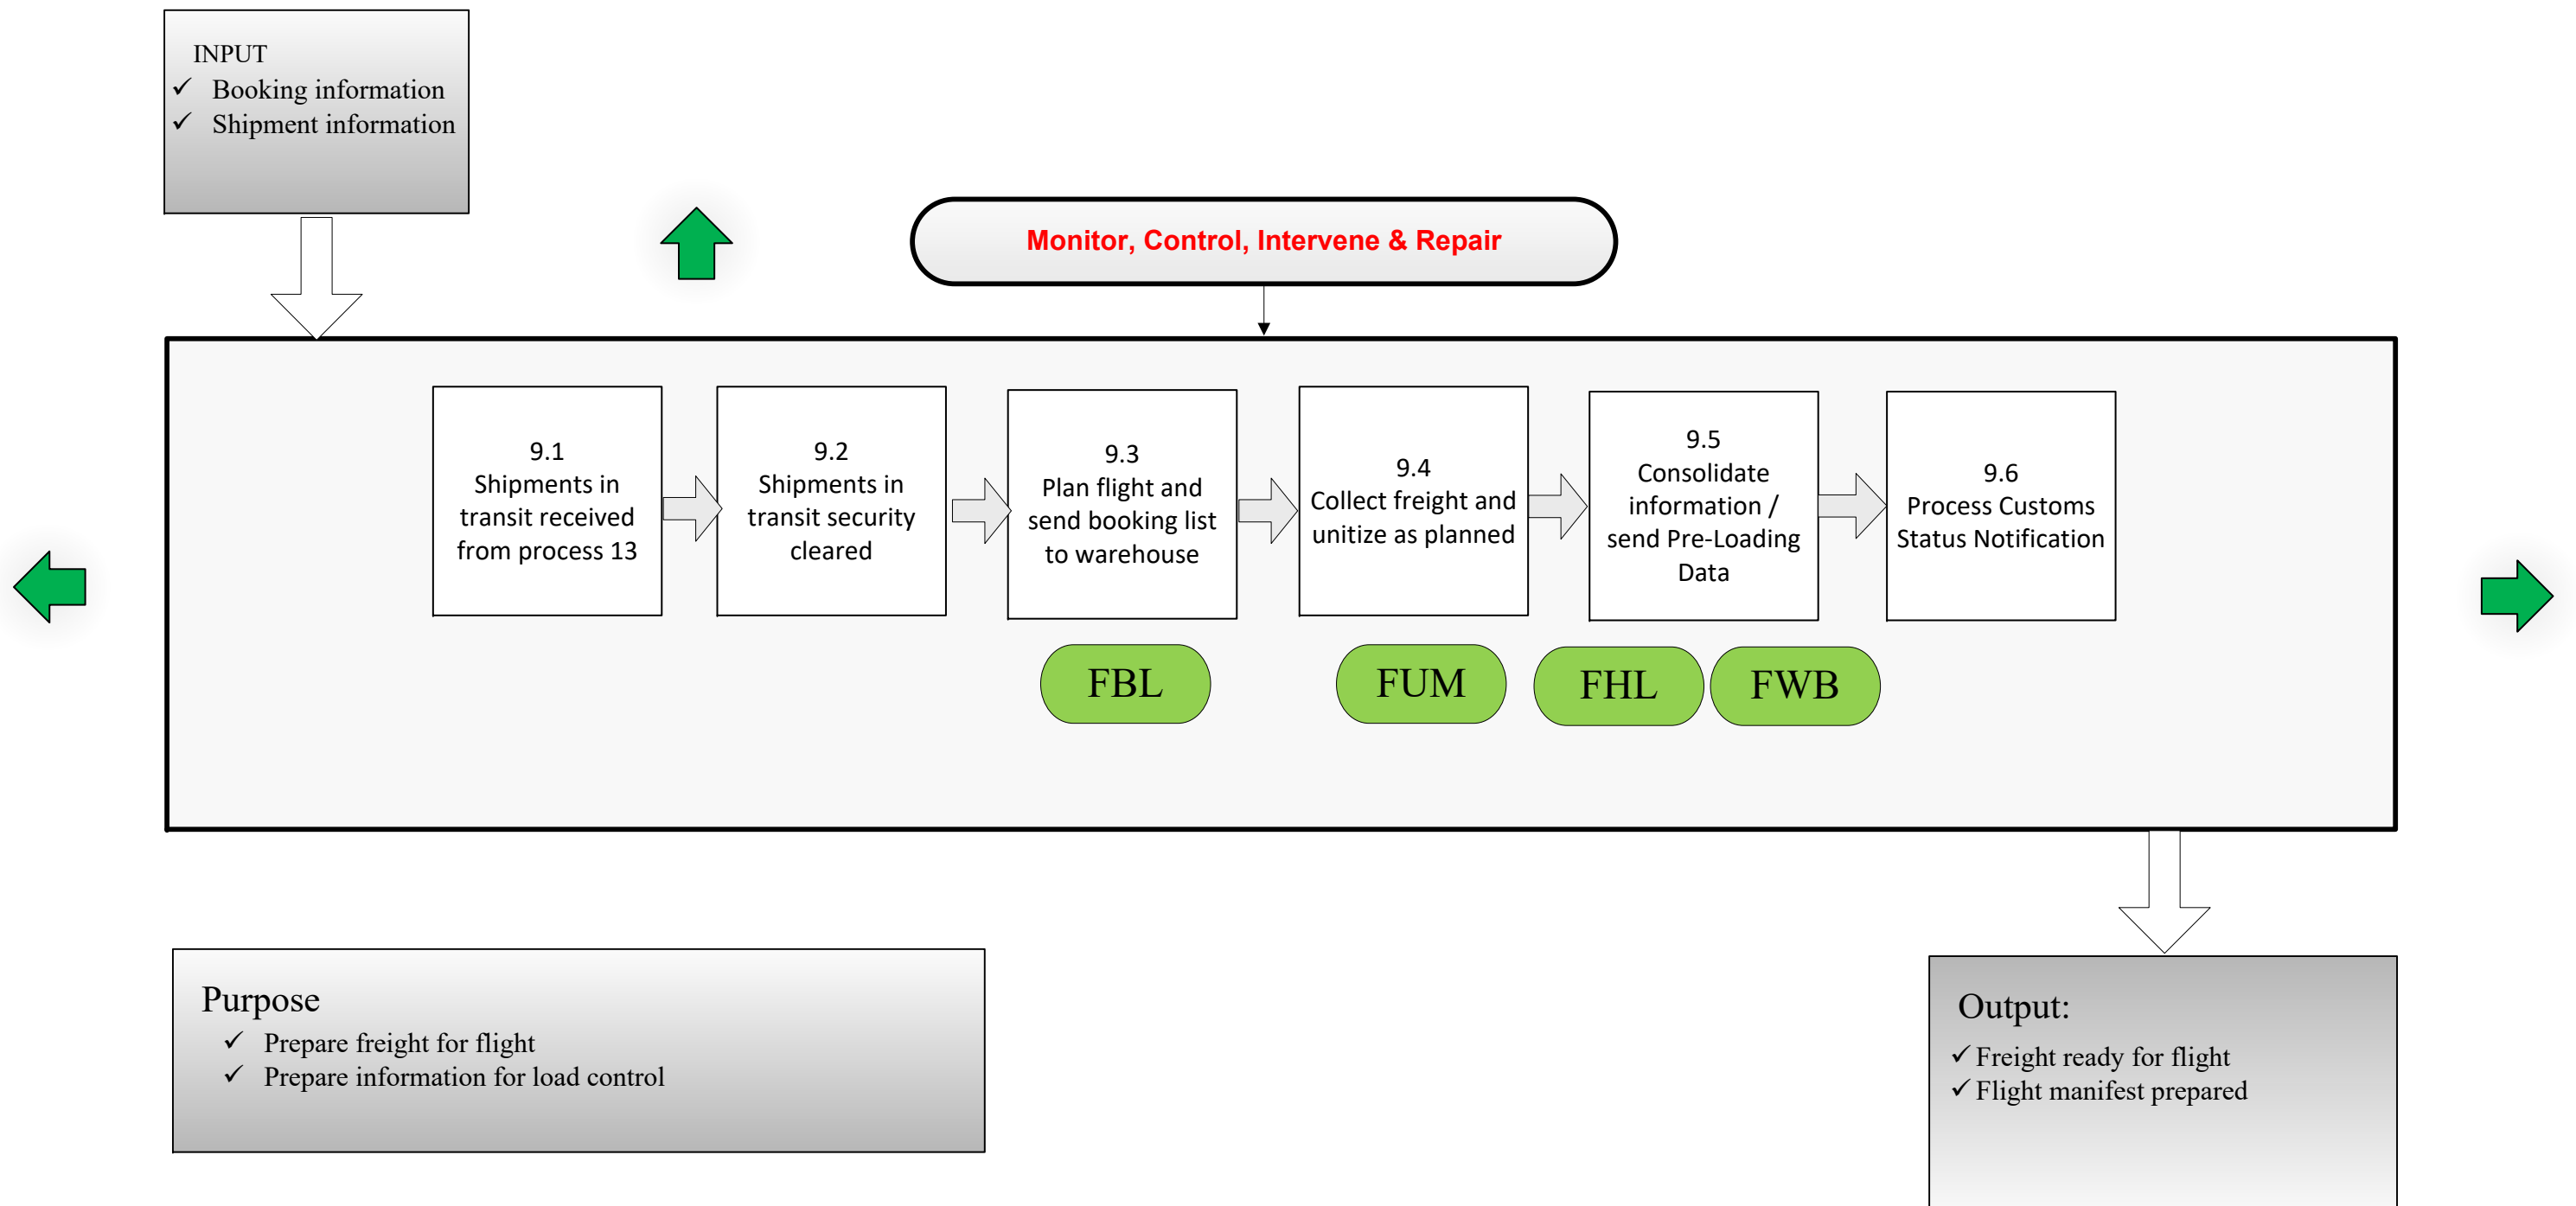 INPUT
✓ Booking information
✓ Shipment information
Monitor, Control, Intervene & Repair
9.1
Shipments in
transit received
from process 13
9.2
Shipments in
transit security
cleared
9.3
Plan flight and
send booking list
to warehouse
9.4
Collect freight and
unitize as planned
9.5
Consolidate
information /
send Pre-Loading
Data
9.6
Process Customs
Status Notification
FBL
FUM
FHL
FWB
Purpose
✓ Prepare freight for flight
✓ Prepare information for load control
Output:
✓ Freight ready for flight
✓ Flight manifest prepared